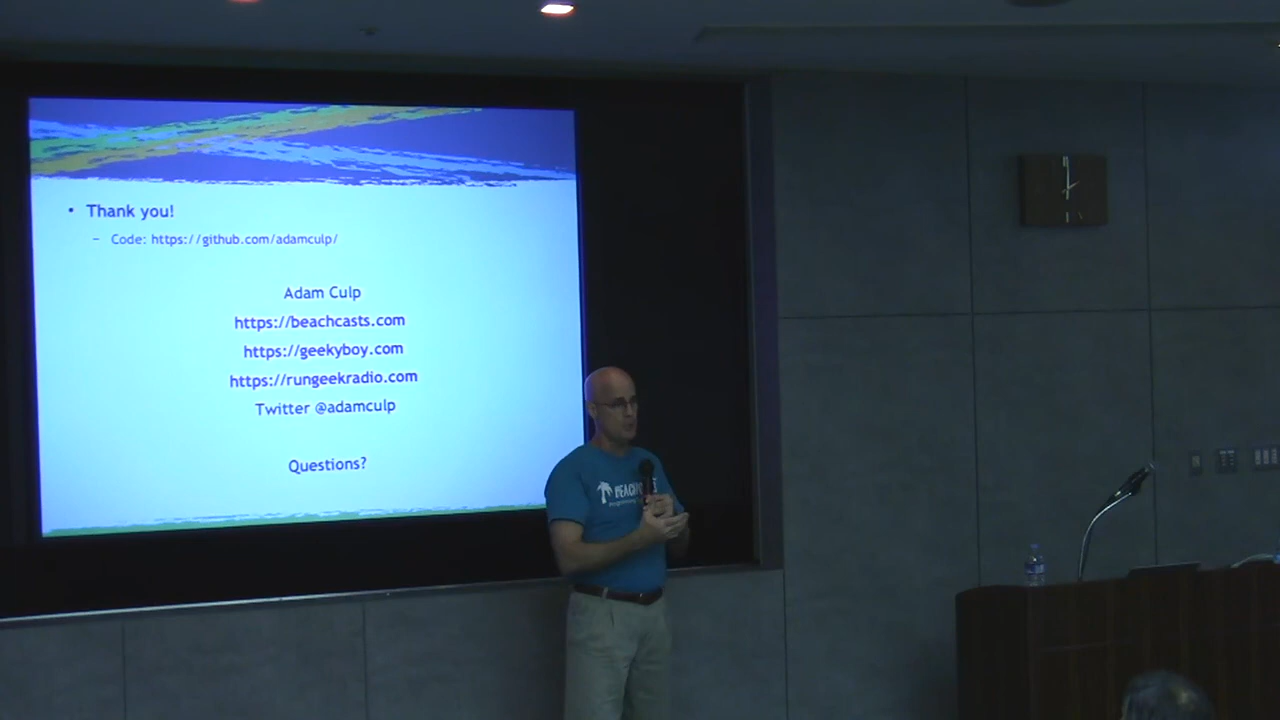 • Thank you!
– Code: https://github.com/adamculp/
Adam Culp
https://beachcasts.com
https://geekyboy.com
https://rungeekradio.com
Twitter @adamculp
Questions?